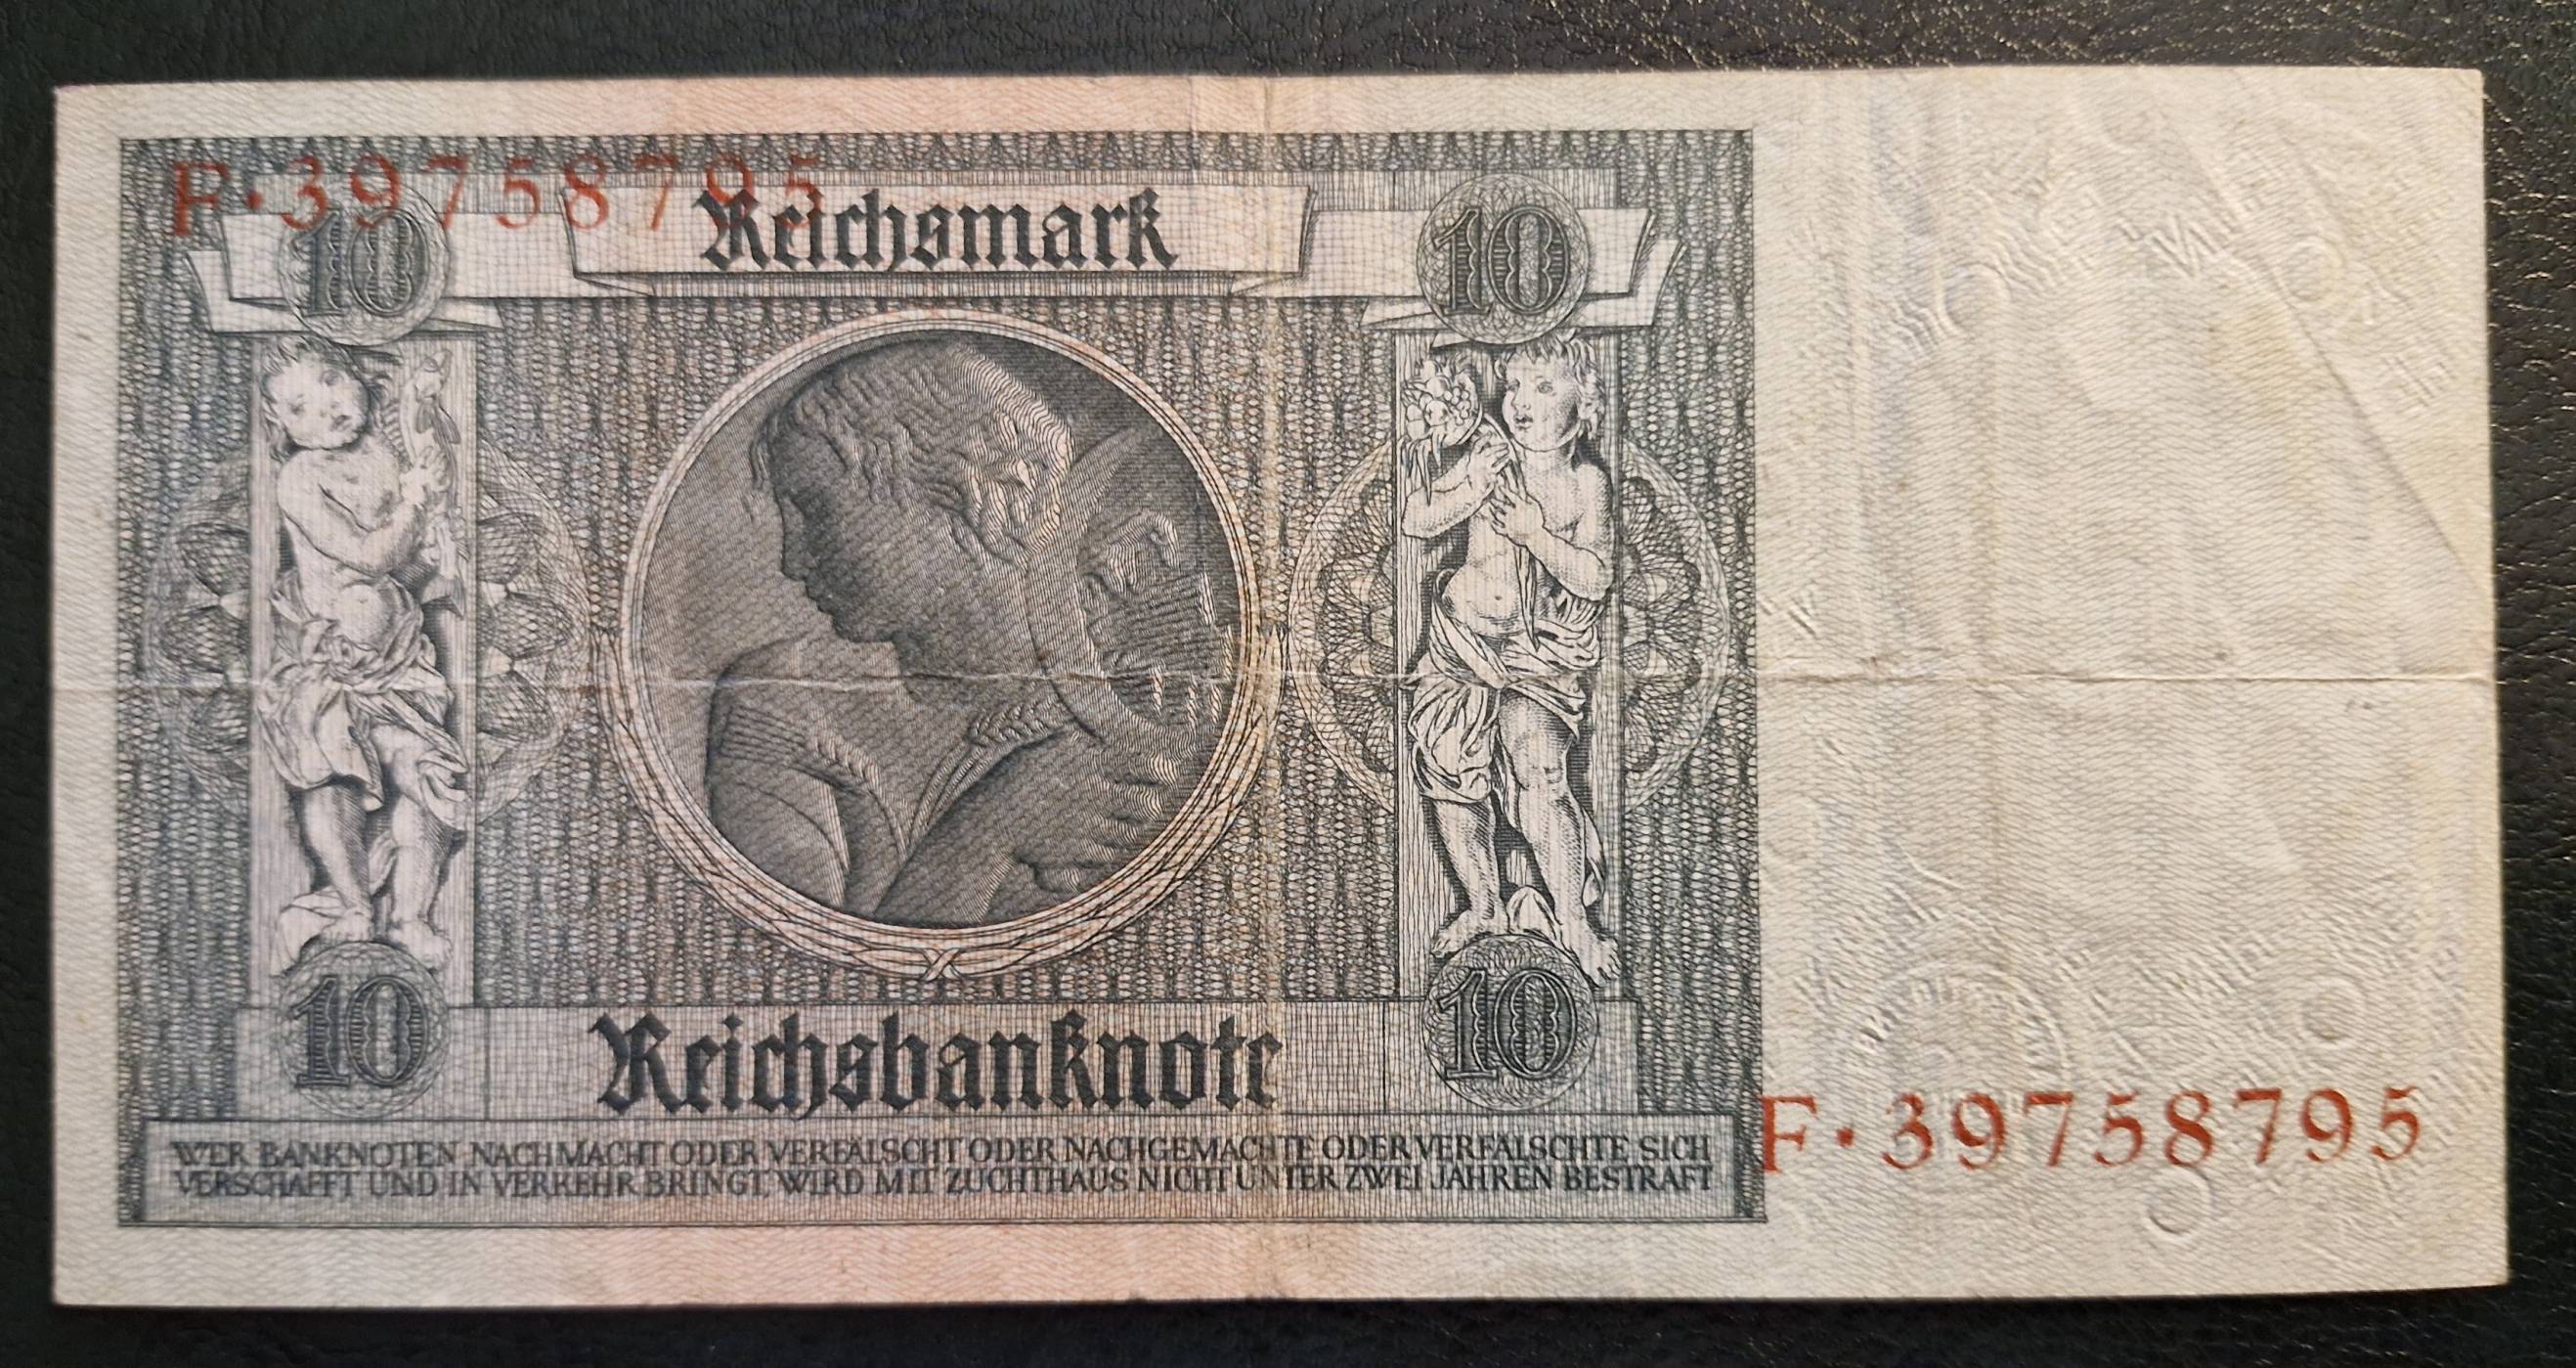 F·39758795
10 Reichsmark 10
10 Reichsbanknote 10
WER BANKNOTEN NACHMACHT ODER VERFÄLSCHT ODER NACHGEMACHTE ODER VERFÄLSCHTE SICH
VERSCHAFFT UND IN VERKEHR BRINGT, WIRD MIT ZUCHTHAUS NICHT UNTER ZWEI JAHREN BESTRAFT
F·39758795